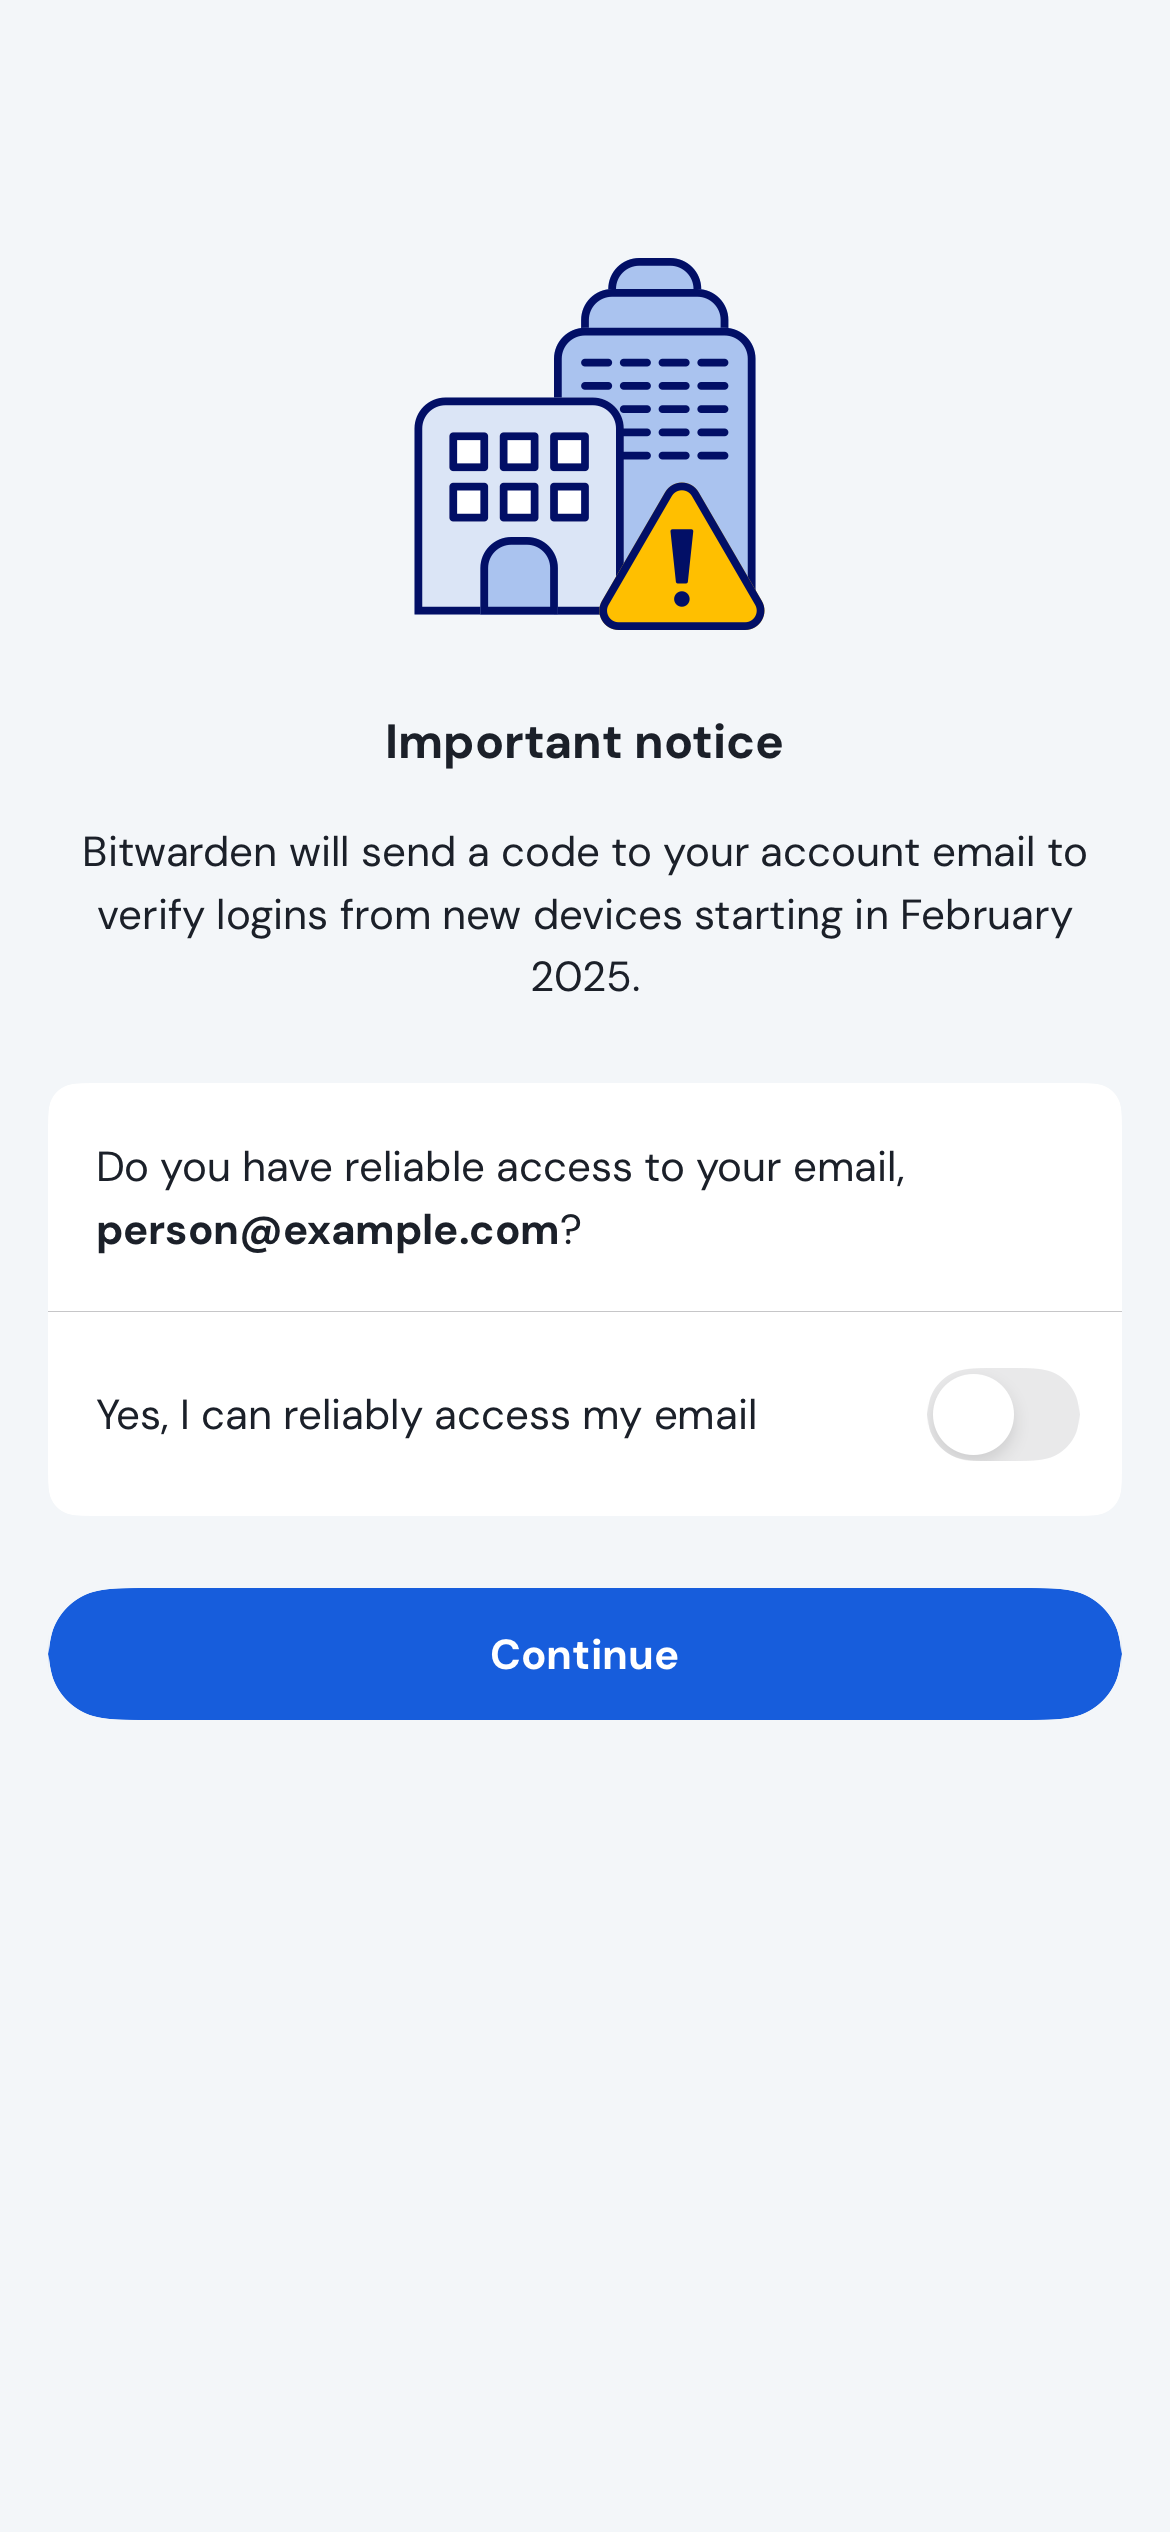 Important notice
Bitwarden will send a code to your account email to
verify logins from new devices starting in February
2025.
Do you have reliable access to your email,
person@example.com?
Yes, I can reliably access my email
Continue